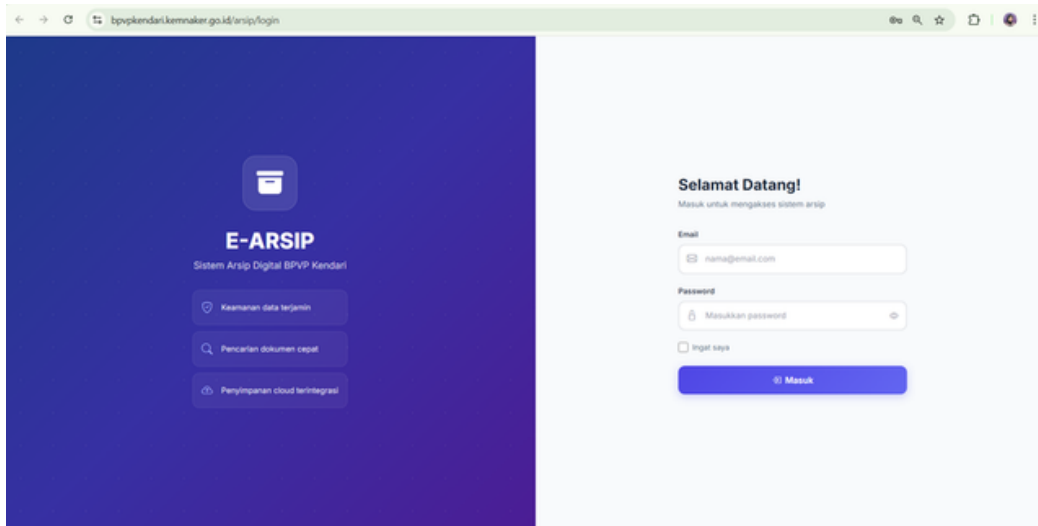 bpvpkendari.kemnaker.go.id/arsip/login
E-ARSIP
Sistem Arsip Digital BPVP Kendari
Keamanan data terjamin
Pencarian dokumen cepat
Penyimpanan cloud terintegrasi
Selamat Datang!
Masuk untuk mengakses sistem arsip
Email
nama@email.com
Password
Masukkan password
Ingat saya
Masuk